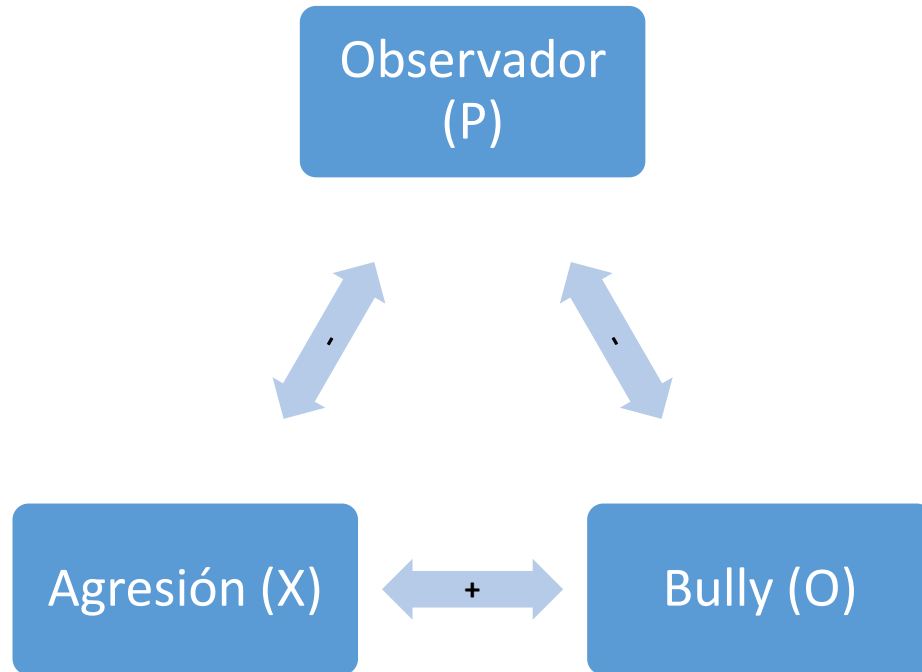 Observador
(P)
-
-
Agresión (X)
+
Bully (O)